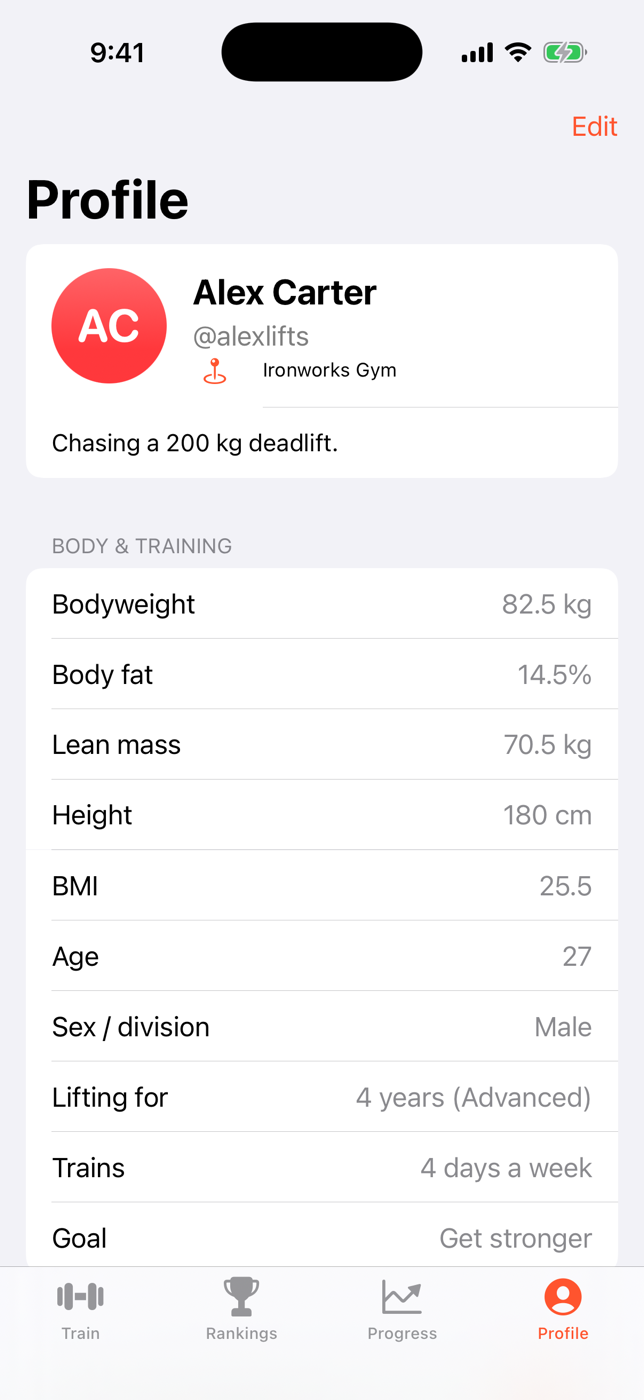 9:41
Edit
Profile
AC
Alex Carter
@alexlifts
Ironworks Gym
Chasing a 200 kg deadlift.
BODY & TRAINING
Bodyweight 82.5 kg
Body fat 14.5%
Lean mass 70.5 kg
Height 180 cm
BMI 25.5
Age 27
Sex / division Male
Lifting for 4 years (Advanced)
Trains 4 days a week
Goal Get stronger
Train Rankings Progress Profile